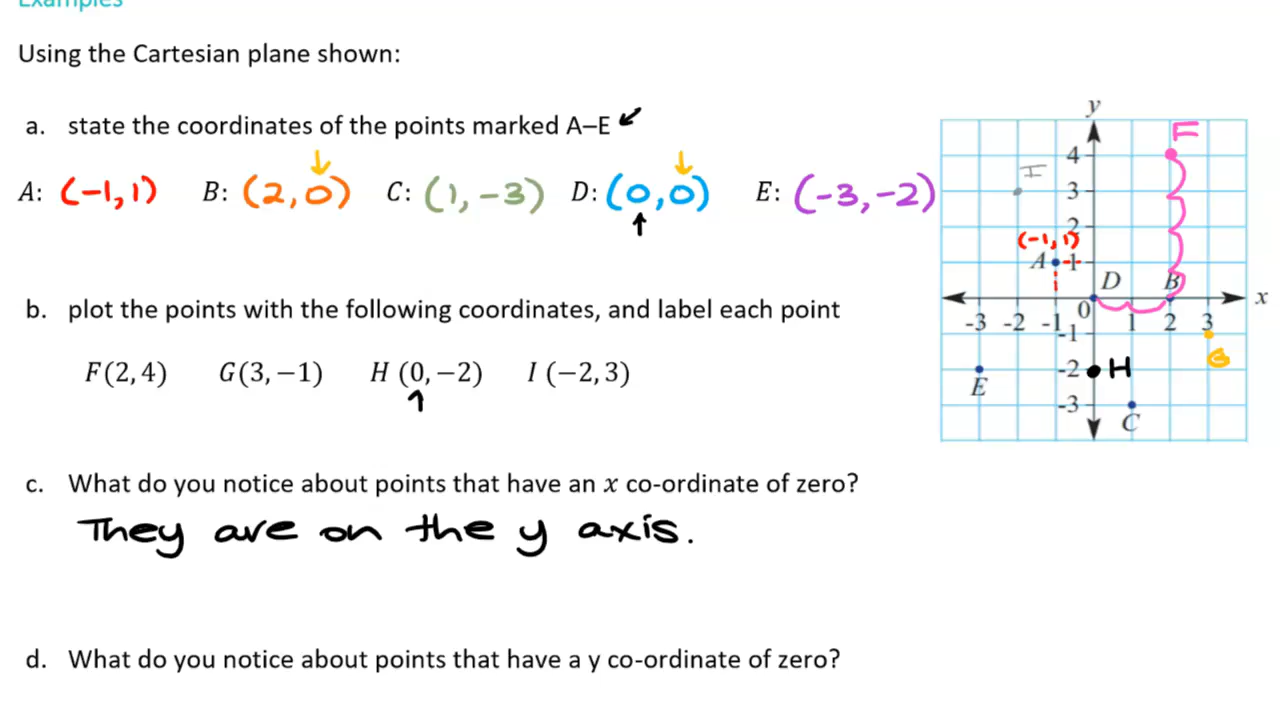 Examples
Using the Cartesian plane shown:
a. state the coordinates of the points marked A–E
A: (-1,1) B: (2,0) C: (1,-3) D: (0,0) E: (-3,-2)
b. plot the points with the following coordinates, and label each point
F(2,4) G(3,−1) H (0,−2) I (−2,3)
c. What do you notice about points that have an x co-ordinate of zero?
They are on the y axis.
d. What do you notice about points that have a y co-ordinate of zero?
y
F
4
I
3
2
(-1,1)
A 1
D B
x
-3 -2 -1 0 1 2 3
-1
G
-2 H
E
-3
C